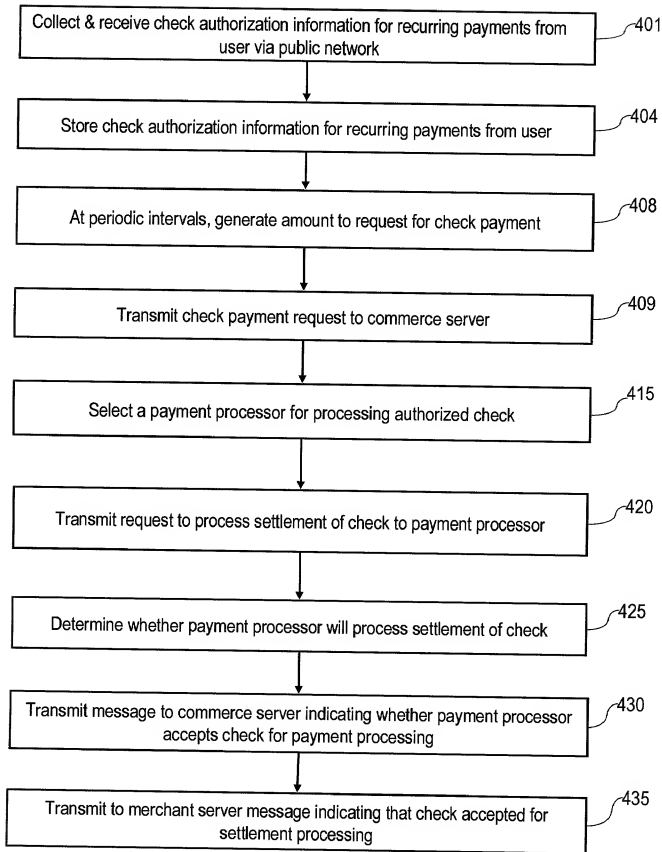 Collect & receive check authorization information for recurring payments from
user via public network
401
Store check authorization information for recurring payments from user
404
At periodic intervals, generate amount to request for check payment
408
Transmit check payment request to commerce server
409
Select a payment processor for processing authorized check
415
Transmit request to process settlement of check to payment processor
420
Determine whether payment processor will process settlement of check
425
Transmit message to commerce server indicating whether payment processor
accepts check for payment processing
430
Transmit to merchant server message indicating that check accepted for
settlement processing
435